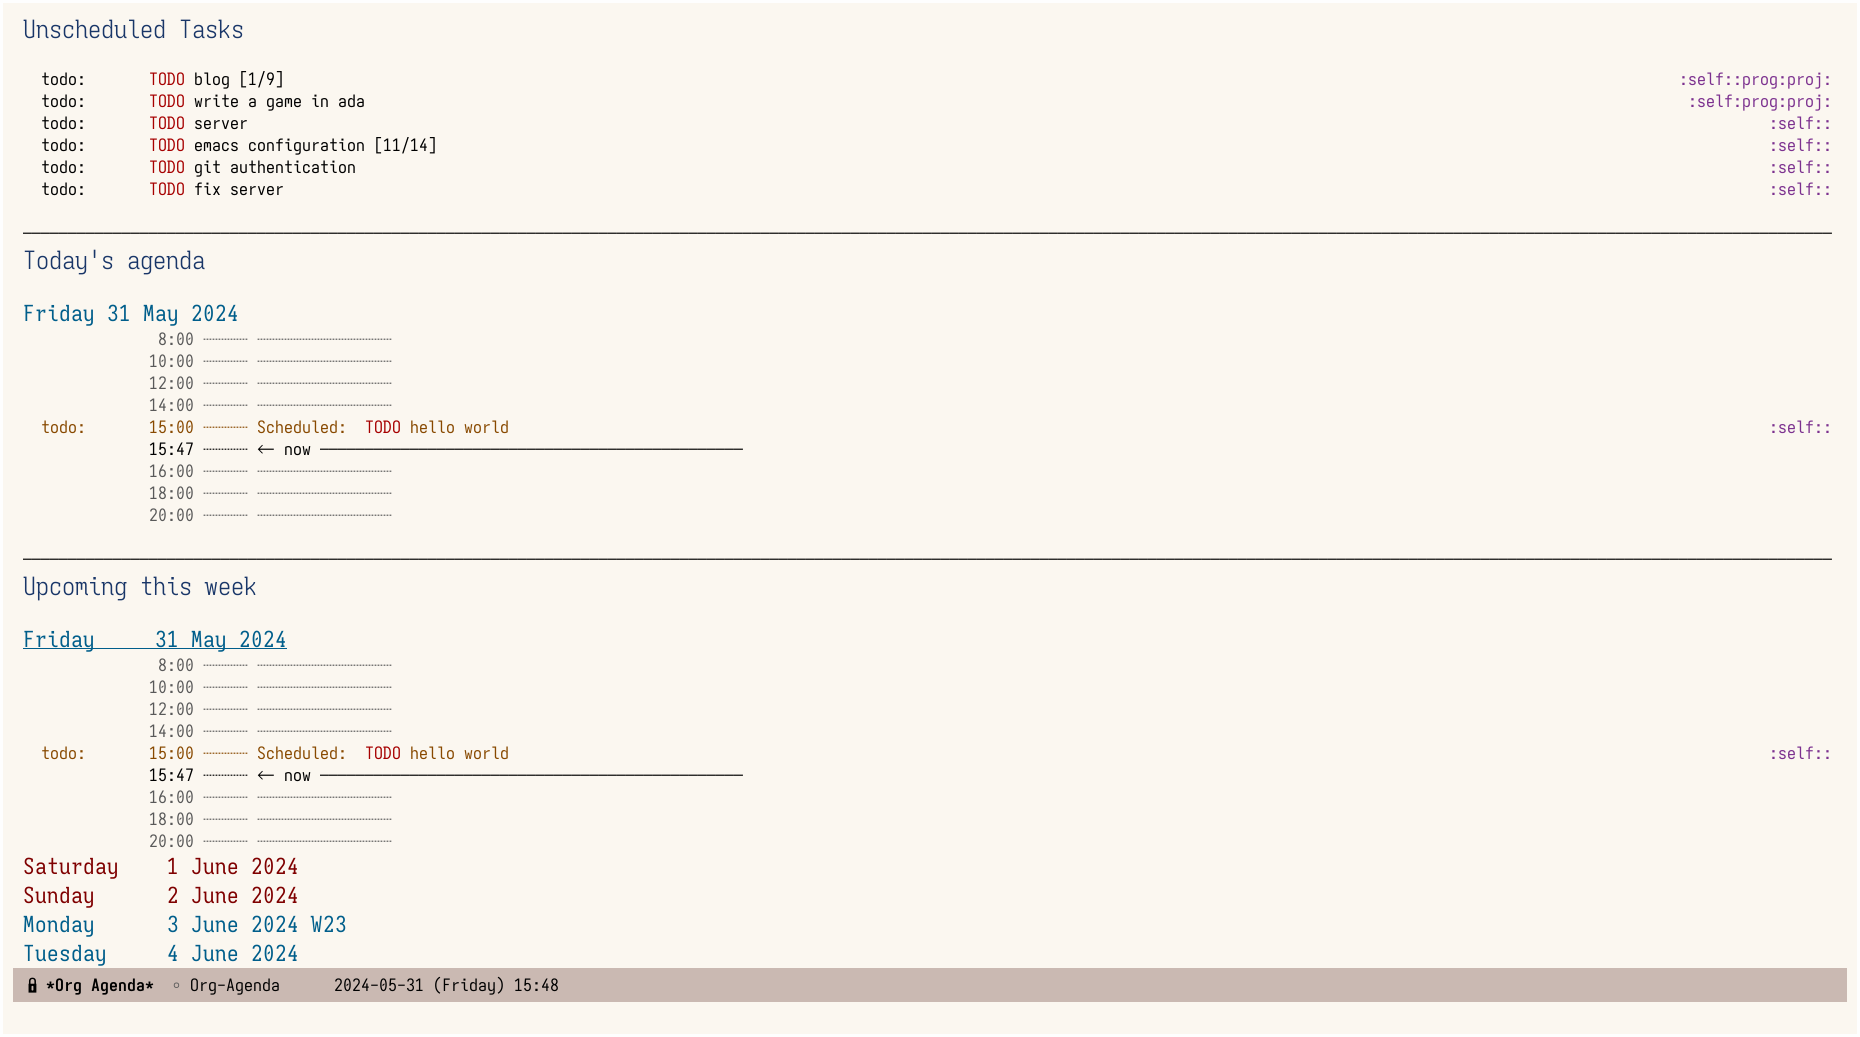 Unscheduled Tasks
todo: TODO blog [1/9] :self::prog:proj:
todo: TODO write a game in ada :self:prog:proj:
todo: TODO server :self::
todo: TODO emacs configuration [11/14] :self::
todo: TODO git authentication :self::
todo: TODO fix server :self::
Today's agenda
Friday 31 May 2024
8:00 ┄┄┄┄┄ ┄┄┄┄┄┄┄┄┄┄┄┄┄┄┄
10:00 ┄┄┄┄┄ ┄┄┄┄┄┄┄┄┄┄┄┄┄┄┄
12:00 ┄┄┄┄┄ ┄┄┄┄┄┄┄┄┄┄┄┄┄┄┄
14:00 ┄┄┄┄┄ ┄┄┄┄┄┄┄┄┄┄┄┄┄┄┄
todo: 15:00 ┄┄┄┄┄ Scheduled: TODO hello world :self::
15:47 ┄┄┄┄┄ ← now ───────────────────────────────────────────────
16:00 ┄┄┄┄┄ ┄┄┄┄┄┄┄┄┄┄┄┄┄┄┄
18:00 ┄┄┄┄┄ ┄┄┄┄┄┄┄┄┄┄┄┄┄┄┄
20:00 ┄┄┄┄┄ ┄┄┄┄┄┄┄┄┄┄┄┄┄┄┄
Upcoming this week
Friday 31 May 2024
8:00 ┄┄┄┄┄ ┄┄┄┄┄┄┄┄┄┄┄┄┄┄┄
10:00 ┄┄┄┄┄ ┄┄┄┄┄┄┄┄┄┄┄┄┄┄┄
12:00 ┄┄┄┄┄ ┄┄┄┄┄┄┄┄┄┄┄┄┄┄┄
14:00 ┄┄┄┄┄ ┄┄┄┄┄┄┄┄┄┄┄┄┄┄┄
todo: 15:00 ┄┄┄┄┄ Scheduled: TODO hello world :self::
15:47 ┄┄┄┄┄ ← now ───────────────────────────────────────────────
16:00 ┄┄┄┄┄ ┄┄┄┄┄┄┄┄┄┄┄┄┄┄┄
18:00 ┄┄┄┄┄ ┄┄┄┄┄┄┄┄┄┄┄┄┄┄┄
20:00 ┄┄┄┄┄ ┄┄┄┄┄┄┄┄┄┄┄┄┄┄┄
Saturday 1 June 2024
Sunday 2 June 2024
Monday 3 June 2024 W23
Tuesday 4 June 2024
*Org Agenda* ◦ Org-Agenda 2024-05-31 (Friday) 15:48